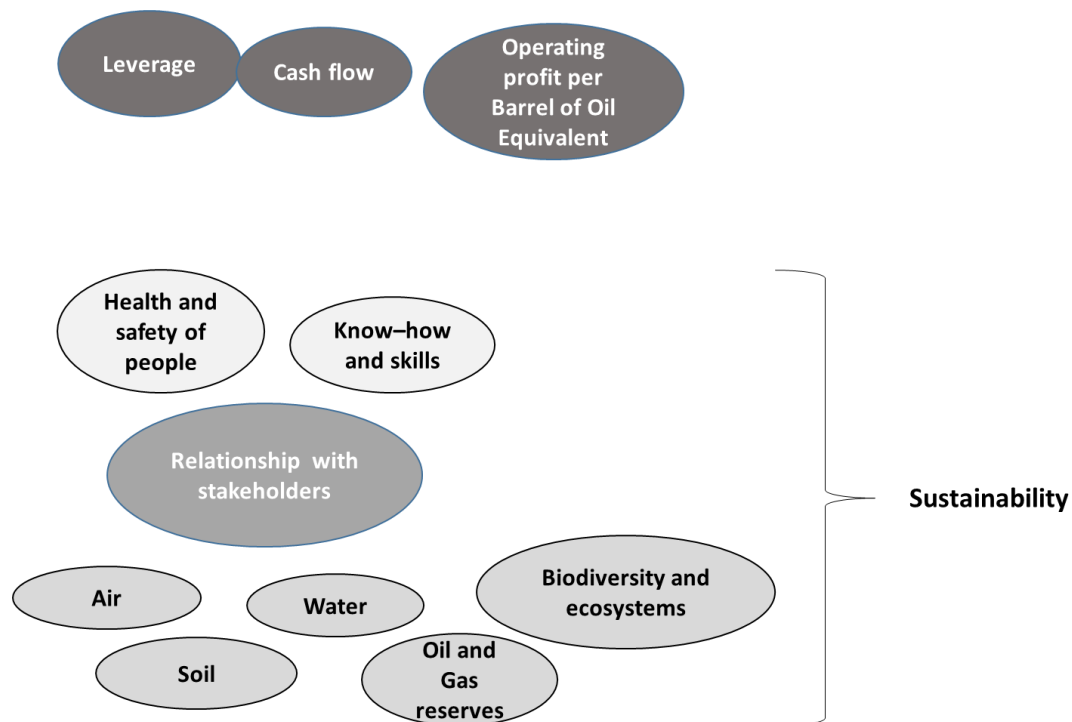 Leverage
Cash flow
Operating
profit per
Barrel of Oil
Equivalent
Health and
safety of
people
Know–how
and skills
Relationship with
stakeholders
Sustainability
Air
Water
Biodiversity and
ecosystems
Soil
Oil and
Gas
reserves